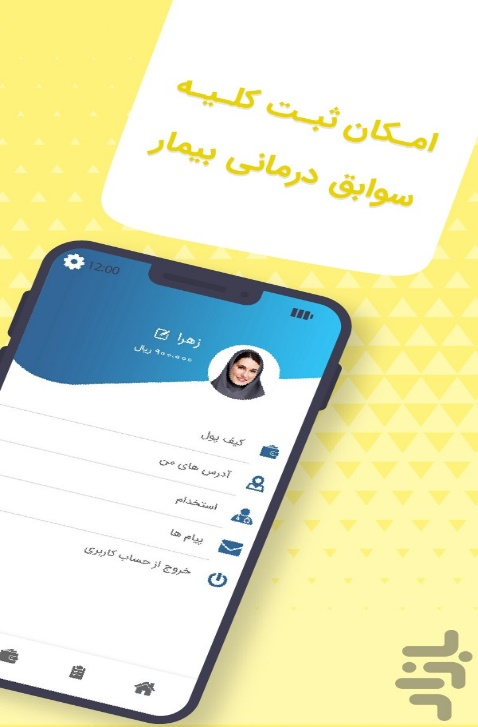 امکان ثبت کلیه
سوابق درمانی بیمار
12:00
زهرا
۹۰۰.۰۰۰ ریال
کیف پول
آدرس های من
استخدام
پیام ها
خروج از حساب کاربری